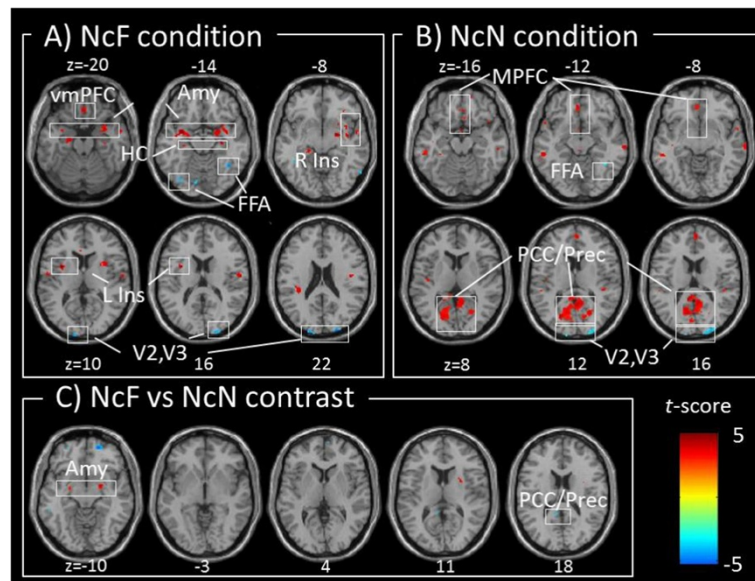 A) NcF condition
z=-20
-14
-8
vmPFC
Amy
HC
R Ins
FFA
L Ins
V2,V3
z=10
16
22
B) NcN condition
z=-16
-12
-8
MPFC
FFA
PCC/Prec
V2,V3
z=8
12
16
C) NcF vs NcN contrast
Amy
PCC/Prec
z=-10
-3
4
11
18
t-score
5
-5